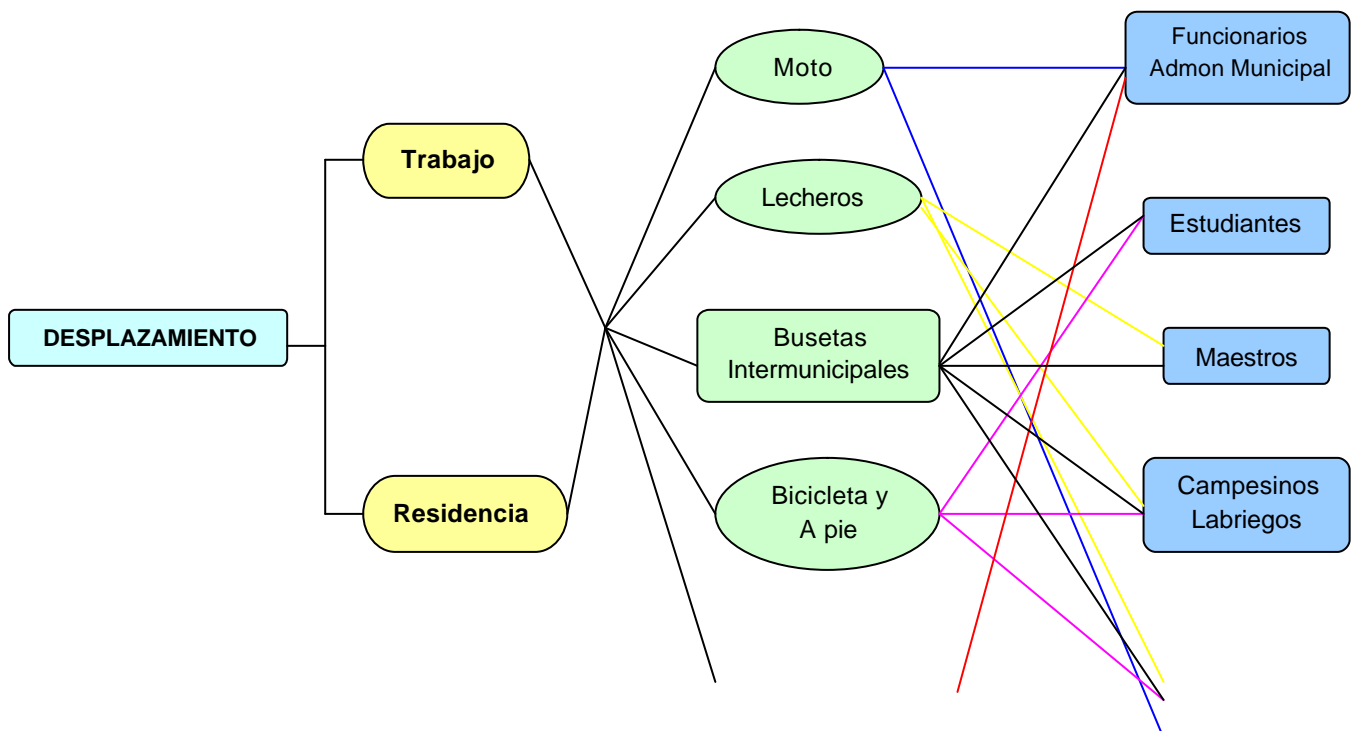 DESPLAZAMIENTO
Trabajo
Residencia
Moto
Lecheros
Busetas
Intermunicipales
Bicicleta y
A pie
Funcionarios
Admon Municipal
Estudiantes
Maestros
Campesinos
Labriegos